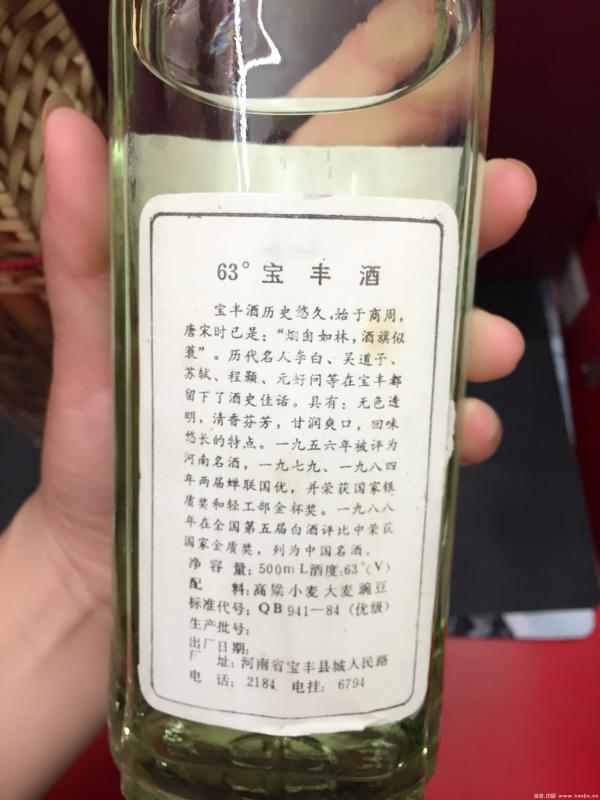 63° 宝丰酒
宝丰酒历史悠久，始于商周，
唐宋时已是："烟囱如林，酒旗似
蓑"。历代名人李白、吴道子、
苏轼、程颢、元好问等在宝丰都
留下了酒史佳话。具有：无色透
明，清香芬芳，甘润爽口，回味
悠长的特点。一九五六年被评为
河南名酒，一九七九、一九八四
年两届蝉联国优，并荣获国家银
质奖和轻工部金杯奖。一九八八
年在全国第五届白酒评比中荣获
国家金质奖，列为中国名酒。
净容量：500mL酒度：63°(V)
配料：高粱小麦大麦豌豆
标准代号：QB 941—84（优级）
生产批号：
出厂日期：
厂址：河南省宝丰县城人民路
电话：2184 电挂：6794